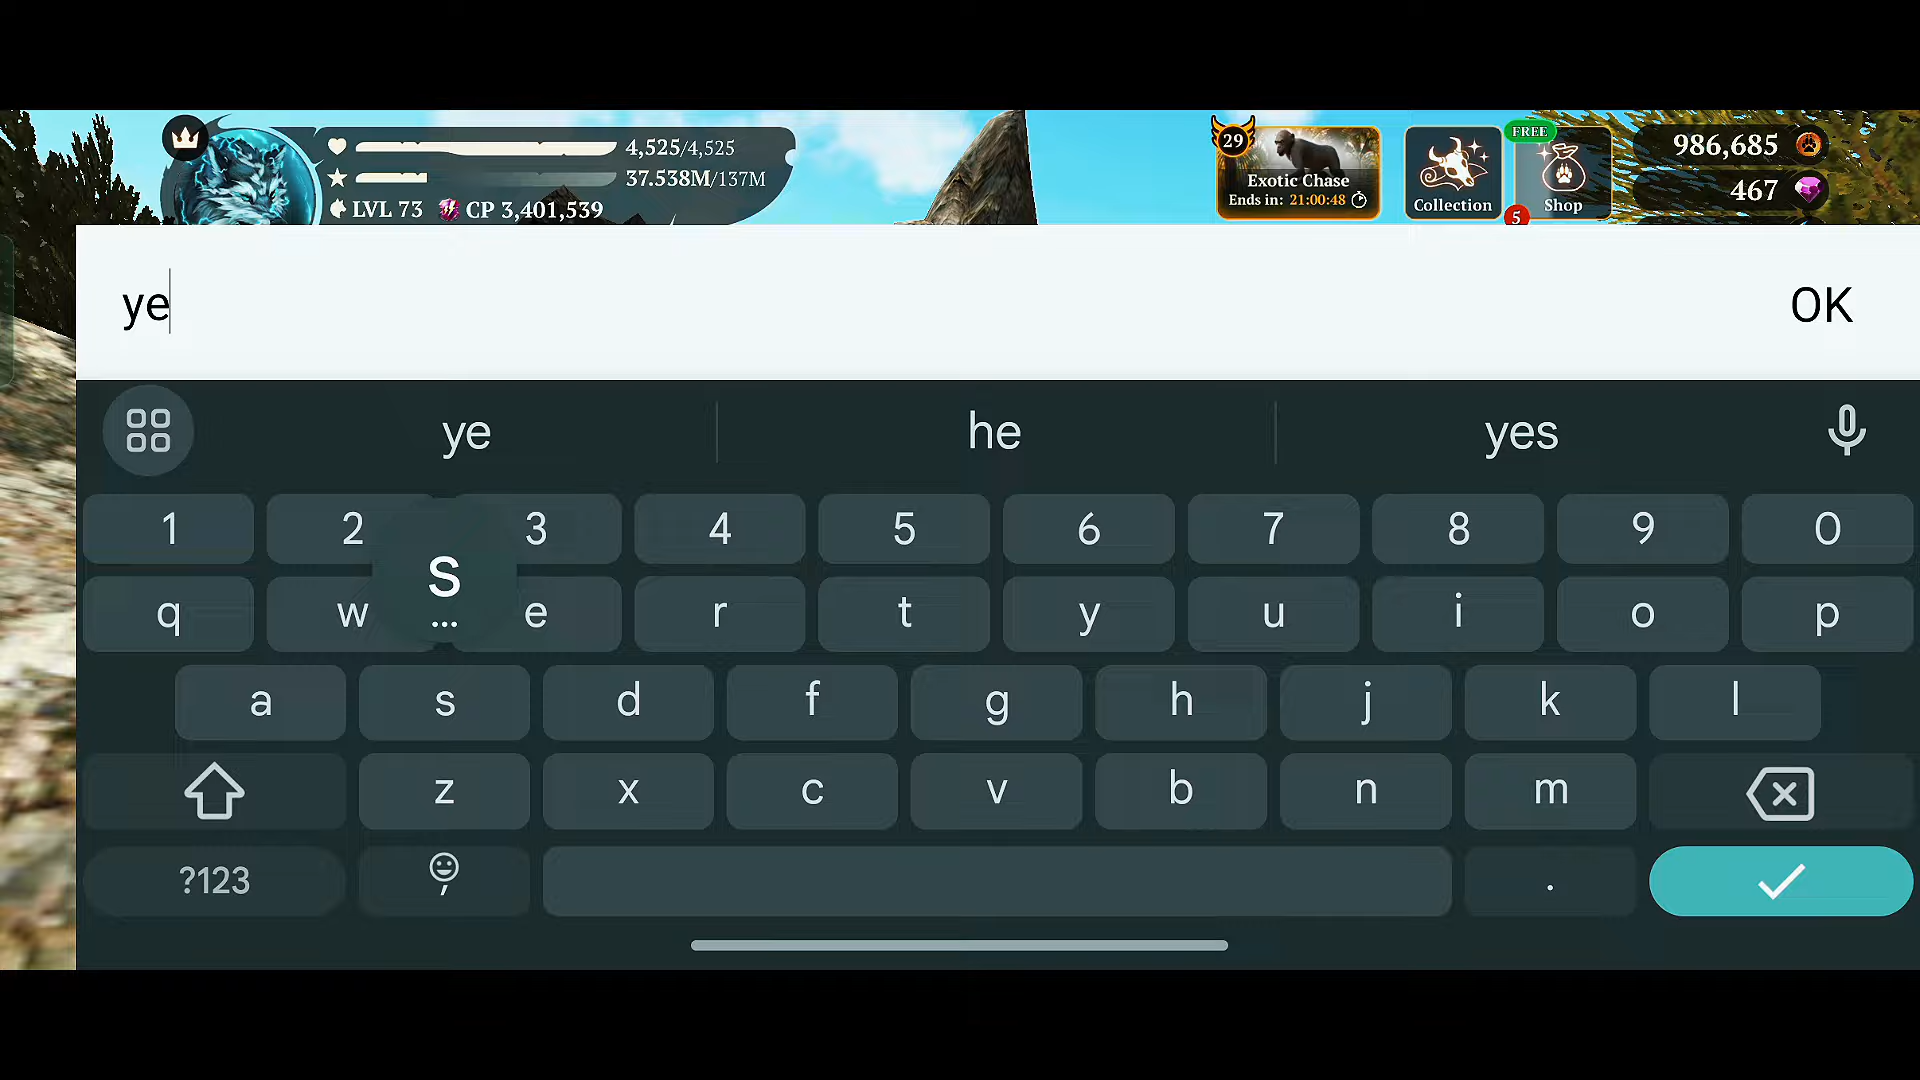 4,525/4,525
37.538M/137M
LVL 73 CP 3,401,539
29
Exotic Chase
Ends in: 21:00:48
Collection
FREE
Shop
5
986,685
467
ye
OK
ye he yes
1 2 3 4 5 6 7 8 9 0
s
...
q w e r t y u i o p
a s d f g h j k l
z x c v b n m
?123 , .